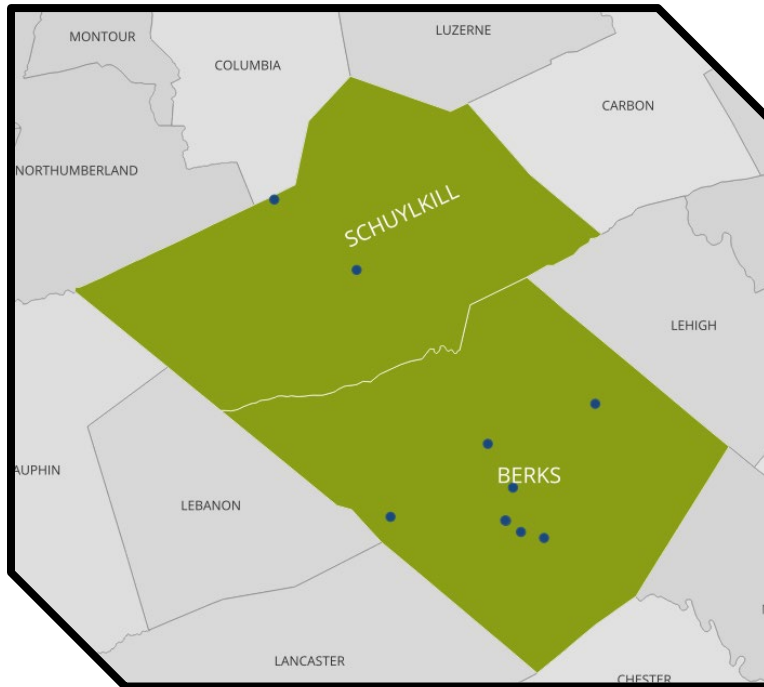 LUZERNE
MONTOUR
COLUMBIA
CARBON
NORTHUMBERLAND
SCHUYLKILL
LEHIGH
AUPHIN
BERKS
LEBANON
LANCASTER
CHESTER